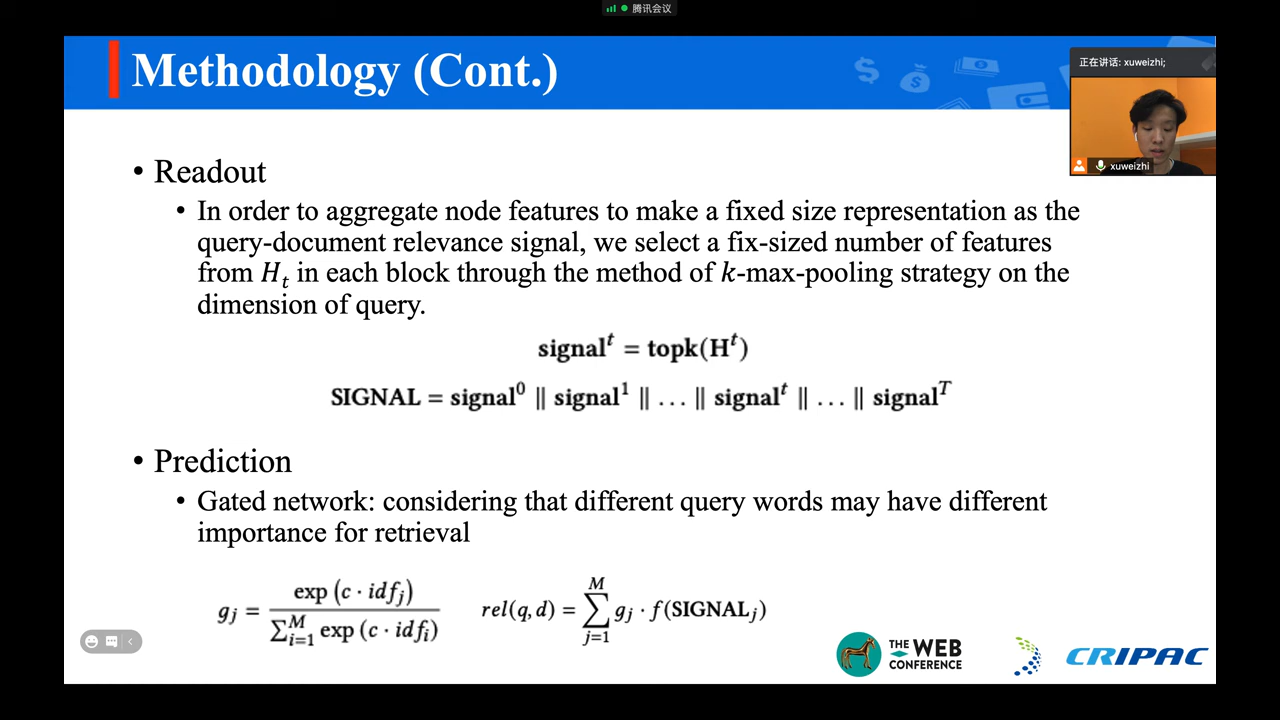 腾讯会议
Methodology (Cont.)
正在讲话: xuweizhi;
xuweizhi
• Readout
• In order to aggregate node features to make a fixed size representation as the
query-document relevance signal, we select a fix-sized number of features
from H_t in each block through the method of k-max-pooling strategy on the
dimension of query.
signal^t = topk(H^t)
SIGNAL = signal^0 ∥ signal^1 ∥ … ∥ signal^t ∥ … ∥ signal^T
• Prediction
• Gated network: considering that different query words may have different
importance for retrieval
g_j = exp (c · idf_j) / ∑_{i=1}^{M} exp (c · idf_i)
rel(q, d) = ∑_{j=1}^{M} g_j · f(SIGNAL_j)
THE WEB
CONFERENCE
CRIPAC